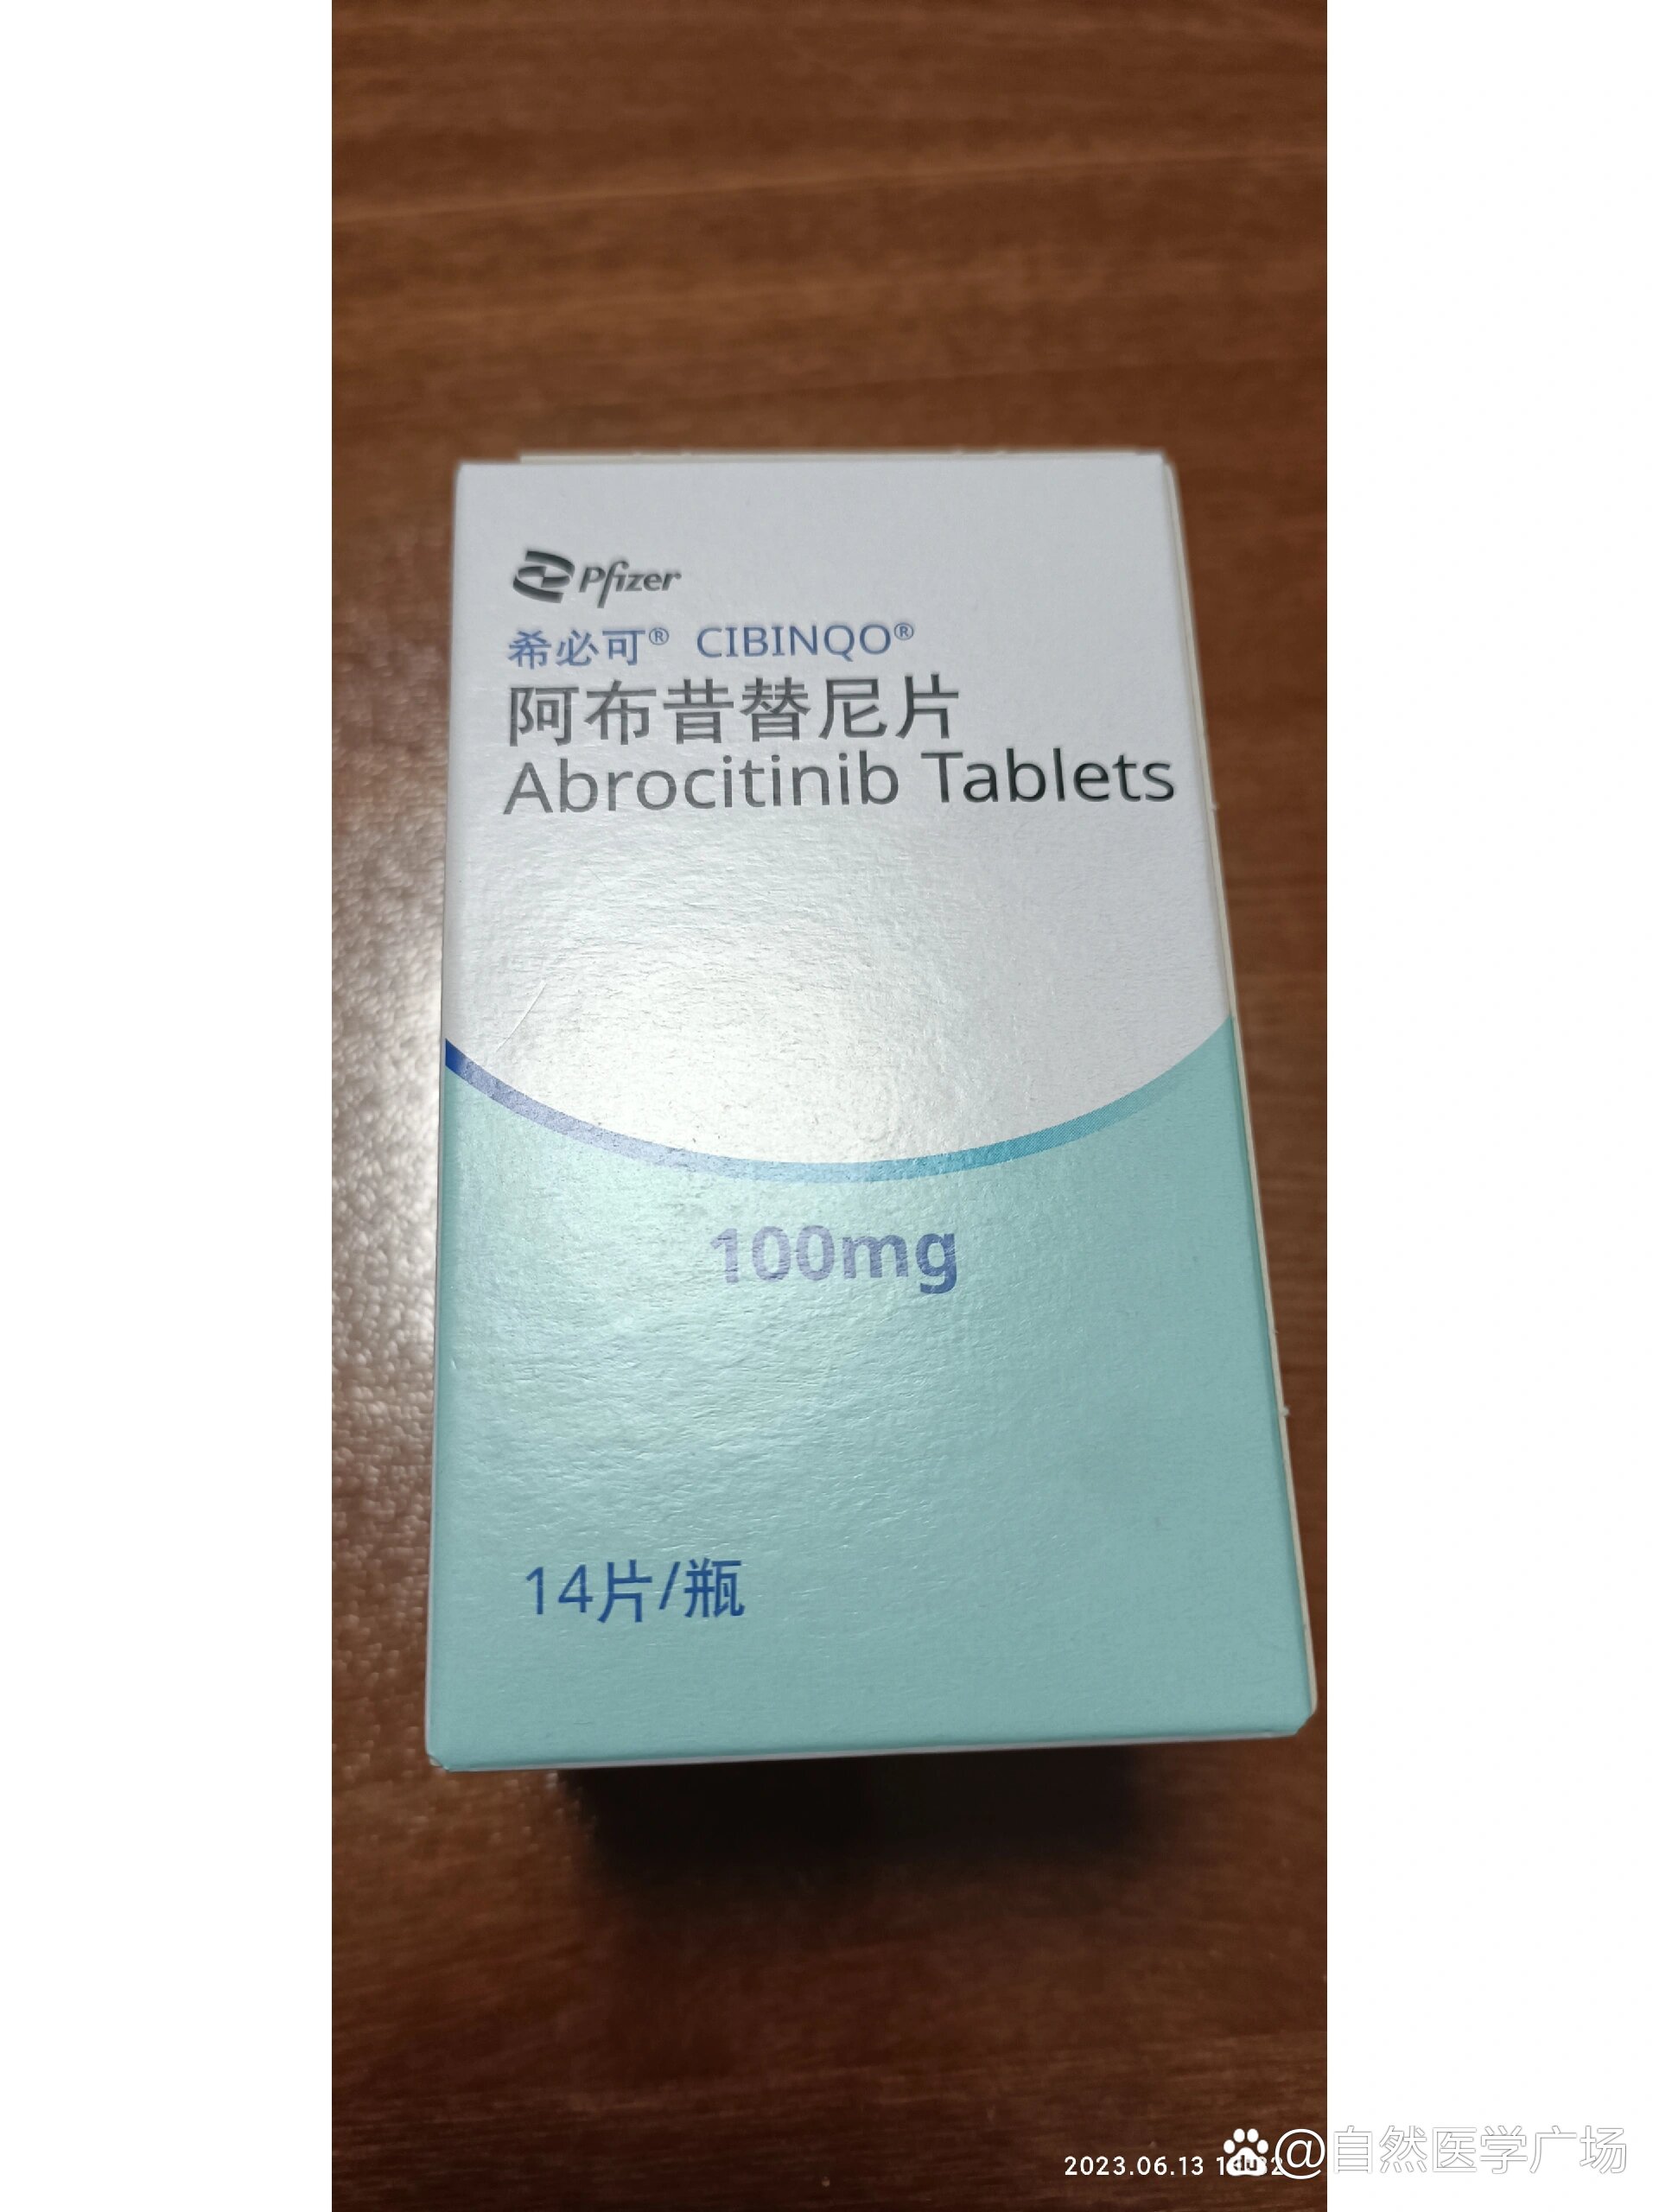 Pfizer
希必可® CIBINQO®
阿布昔替尼片
Abrocitinib Tablets
100mg
14片/瓶
2023.06.13
@自然医学广场